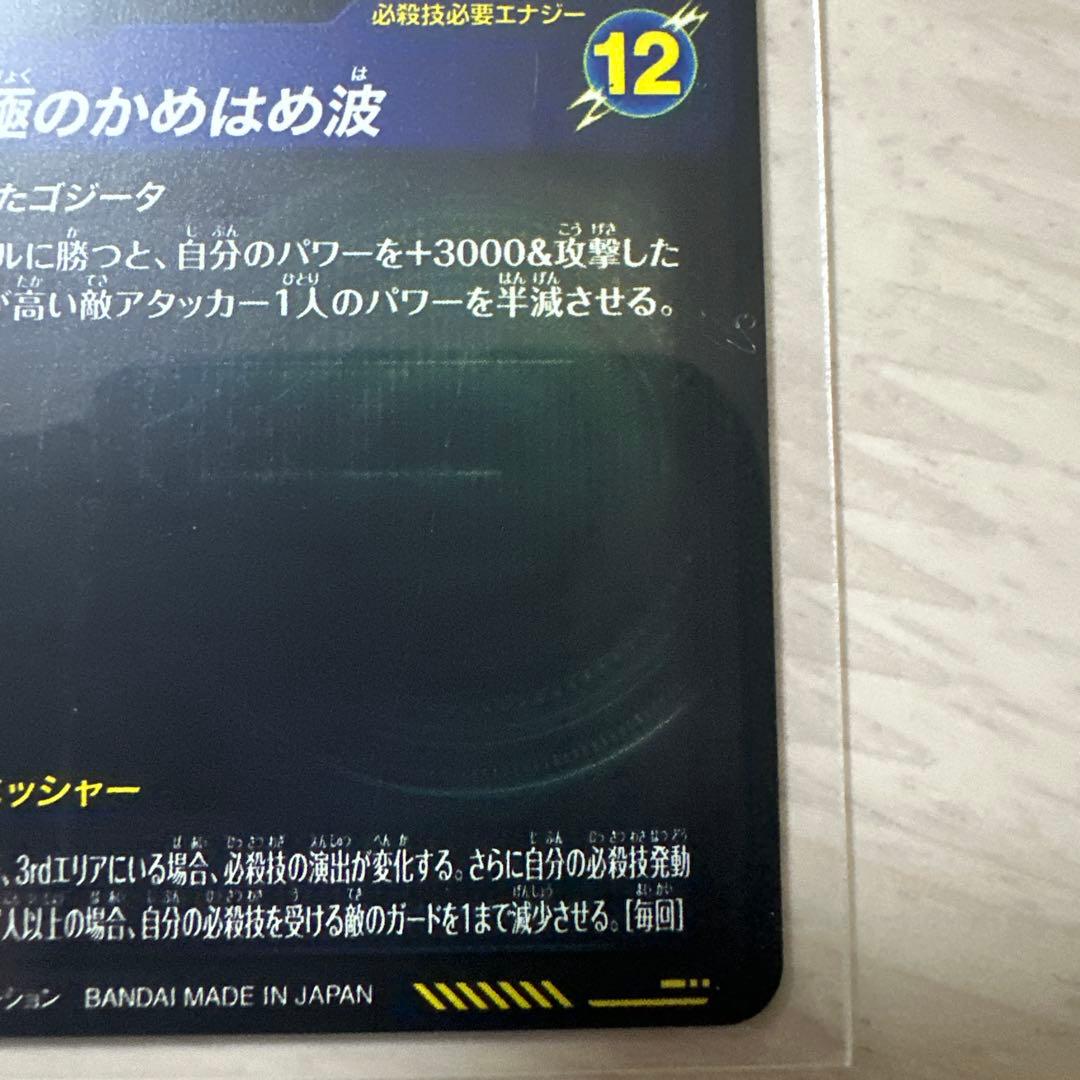 必殺技必要エナジー
12
極のかめはめ波
たゴジータ
ルに勝つと、自分のパワーを+3000&攻撃した
が高い敵アタッカー1人のパワーを半減させる。
ッシャー
、3rdエリアにいる場合、必殺技の演出が変化する。さらに自分の必殺技発動
人以上の場合、自分の必殺技を受ける敵のガードを1まで減少させる。[毎回]
ーション BANDAI MADE IN JAPAN